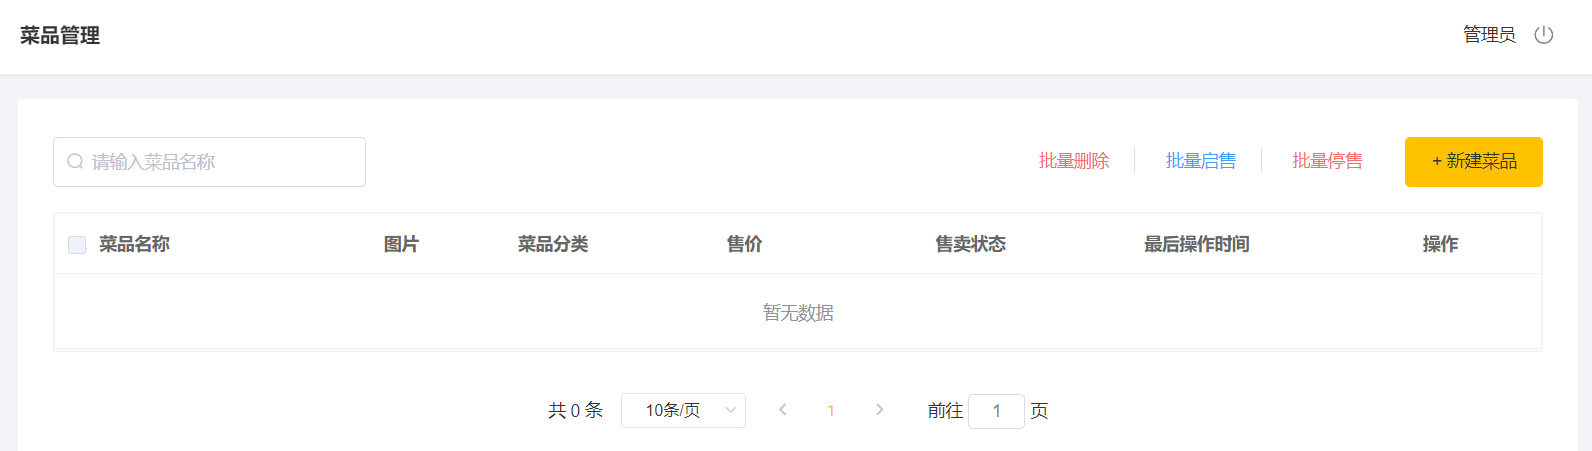 菜品管理
管理员
请输入菜品名称
批量删除
批量启售
批量停售
+ 新建菜品
菜品名称 图片 菜品分类 售价 售卖状态 最后操作时间 操作
暂无数据
共 0 条 10条/页 1 前往 1 页